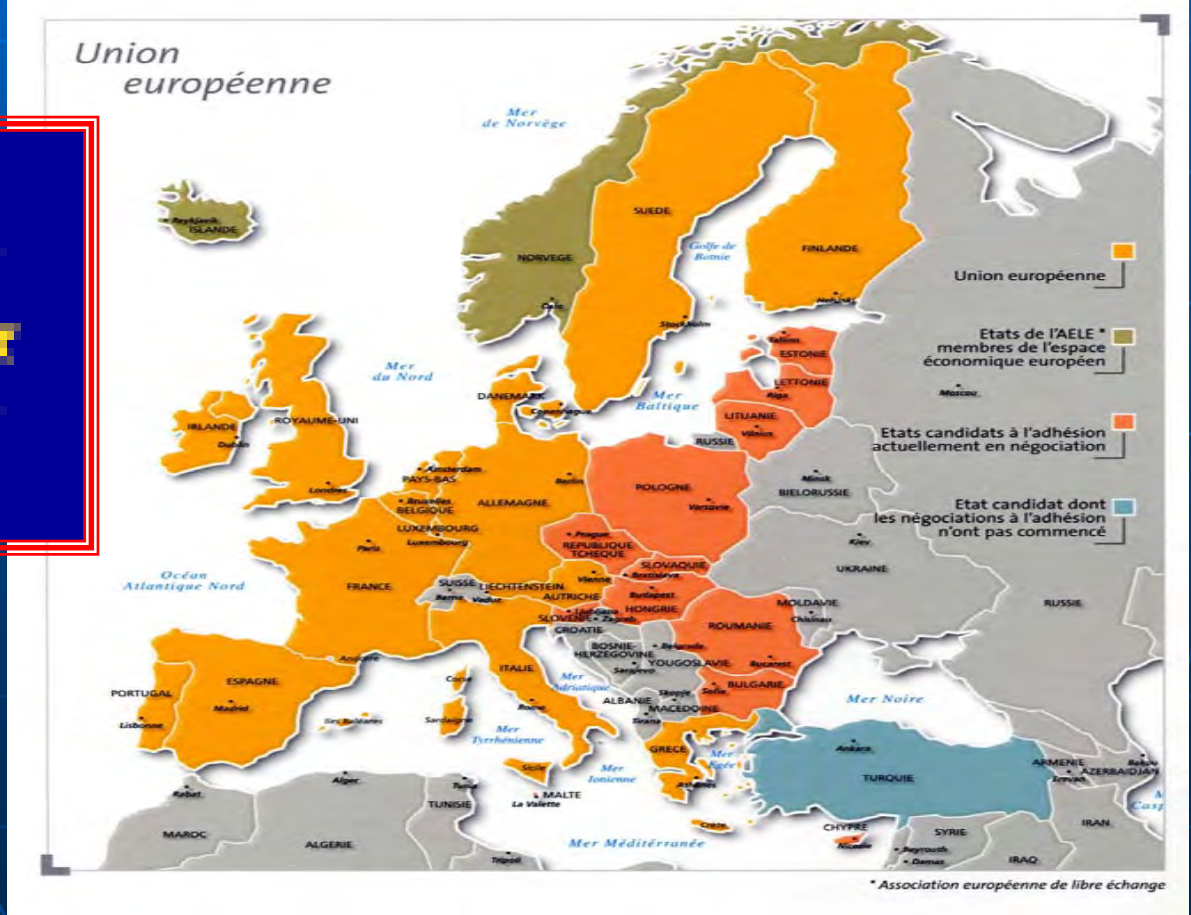 Union
européenne
Mer
de Norvège
Reykjavik
ISLANDE
SUEDE
NORVEGE
FINLANDE
Golfe de
Botnie
Oslo
Helsinki
Stockholm
Union européenne
Etats de l'AELE *
membres de l'espace
économique européen
Etats candidats à l'adhésion
actuellement en négociation
Etat candidat dont
les négociations à l'adhésion
n'ont pas commencé
Tallinn
ESTONIE
LETTONIE
Riga
LITUANIE
Vilnius
RUSSIE
Moscou
Mer
du Nord
DANEMARK
Copenhague
Mer
Baltique
IRLANDE
Dublin
ROYAUME-UNI
Londres
Amsterdam
PAYS-BAS
Bruxelles
BELGIQUE
Berlin
ALLEMAGNE
POLOGNE
Varsovie
Minsk
BIELORUSSIE
LUXEMBOURG
Luxembourg
Paris
Prague
REPUBLIQUE
TCHEQUE
Kiev
UKRAINE
RUSSIE
Océan
Atlantique Nord
FRANCE
SUISSE
Berne
LIECHTENSTEIN
Vaduz
Vienne
AUTRICHE
SLOVAQUIE
Bratislava
Budapest
HONGRIE
MOLDAVIE
Chisinau
SLOVENIE
Ljubljana
Zagreb
CROATIE
ROUMANIE
BOSNIE-
HERZEGOVINE
Sarajevo
Belgrade
YOUGOSLAVIE
Bucarest
BULGARIE
Sofia
Andorre
ESPAGNE
Madrid
PORTUGAL
Lisbonne
Iles Baléares
Corse
Sardaigne
ITALIE
Rome
Mer
Adriatique
Mer
Tyrrhénienne
ALBANIE
Tirana
Skopje
MACEDOINE
Mer Noire
GRECE
Athènes
Mer
Egée
Mer
Ionienne
Sicile
Ankara
TURQUIE
ARMENIE
Erevan
AZERBAIDJAN
Bakou
MALTE
La Valette
Crète
CHYPRE
Nicosie
Mer Méditérranée
Rabat
MAROC
Alger
ALGERIE
Tunis
TUNISIE
Tripoli
SYRIE
Beyrouth
Damas
IRAQ
IRAN
* Association européenne de libre échange